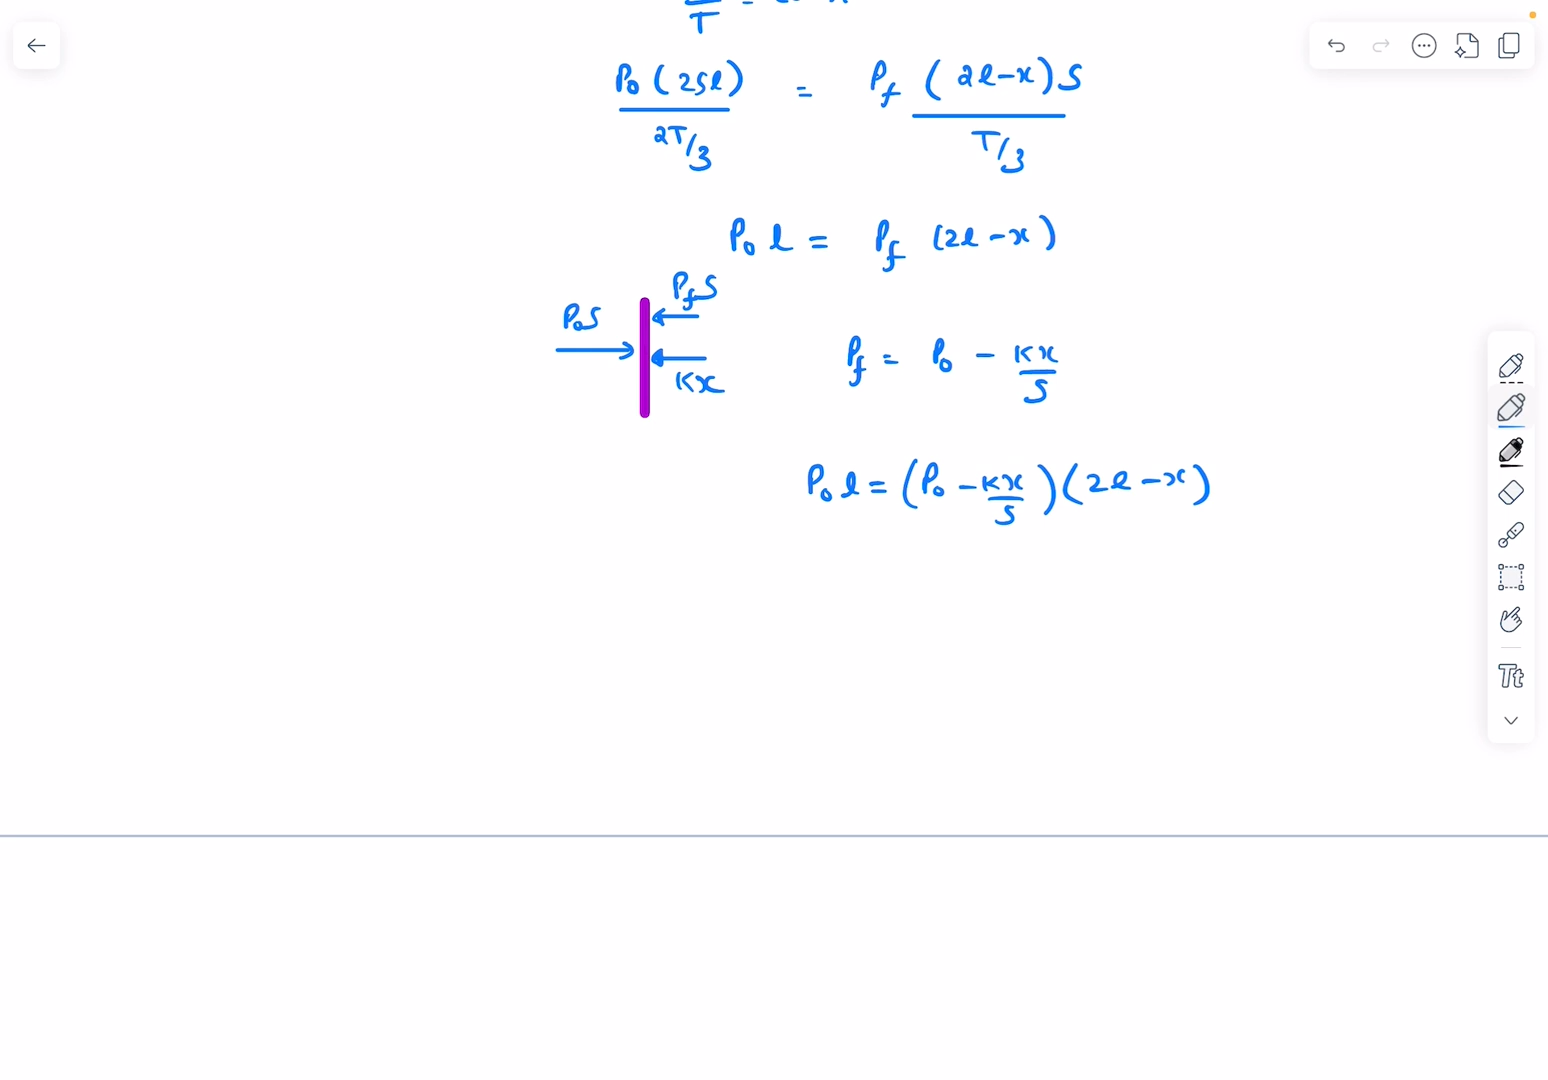 T
P₀ (2Sl) / (2T/3) = P_f (2l-x) S / (T/3)
P₀ l = P_f (2l-x)
P_f S
P₀S
Kx
P_f = P₀ - Kx/S
P₀ l = (P₀ - Kx/S)(2l-x)
Tt